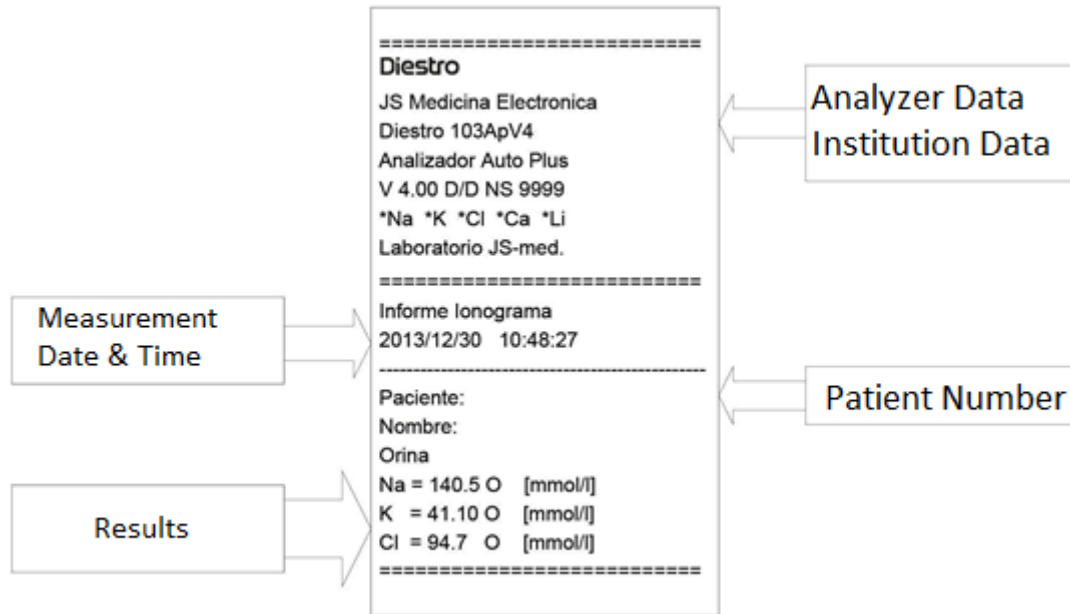 ===========================
Diestro
JS Medicina Electronica
Diestro 103ApV4
Analizador Auto Plus
V 4.00 D/D NS 9999
*Na *K *Cl *Ca *Li
Laboratorio JS-med.
===========================
Informe Ionograma
2013/12/30 10:48:27
--------------------------------------------------
Paciente:
Nombre:
Orina
Na = 140.5 O [mmol/l]
K = 41.10 O [mmol/l]
Cl = 94.7 O [mmol/l]
===========================
Analyzer Data
Institution Data
Measurement
Date & Time
Patient Number
Results